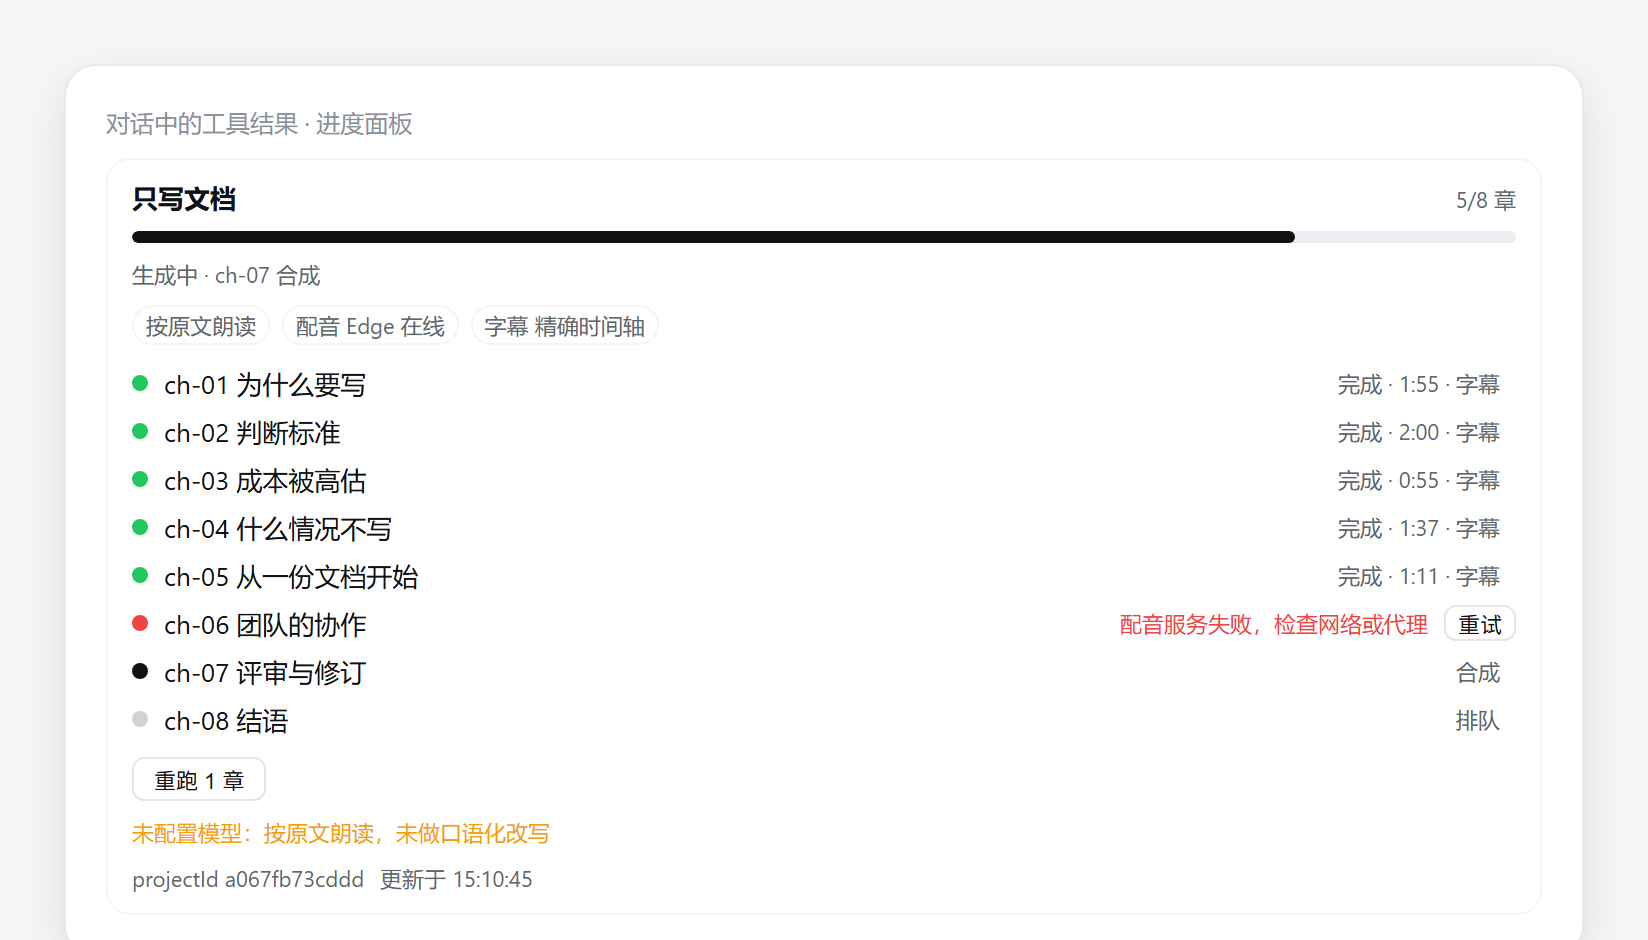 对话中的工具结果 · 进度面板
只写文档 5/8 章
生成中 · ch-07 合成
按原文朗读 配音 Edge 在线 字幕 精确时间轴
ch-01 为什么要写 完成 · 1:55 · 字幕
ch-02 判断标准 完成 · 2:00 · 字幕
ch-03 成本被高估 完成 · 0:55 · 字幕
ch-04 什么情况不写 完成 · 1:37 · 字幕
ch-05 从一份文档开始 完成 · 1:11 · 字幕
ch-06 团队的协作 配音服务失败，检查网络或代理 重试
ch-07 评审与修订 合成
ch-08 结语 排队
重跑 1 章
未配置模型：按原文朗读，未做口语化改写
projectId a067fb73cddd 更新于 15:10:45